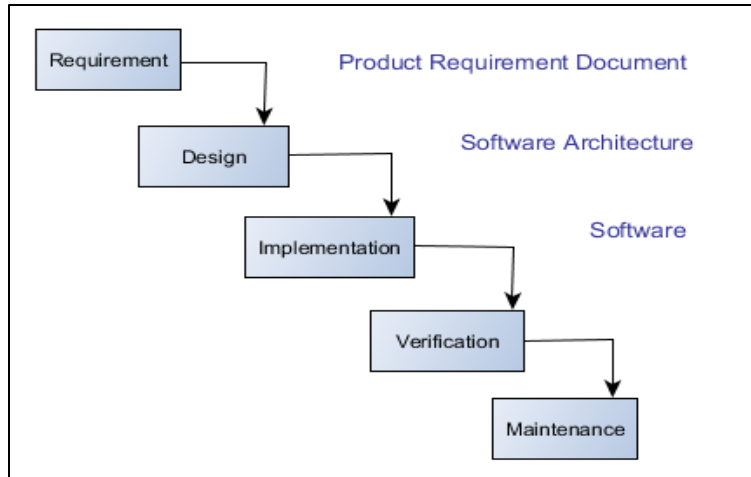 Requirement
Product Requirement Document
Design
Software Architecture
Implementation
Software
Verification
Maintenance